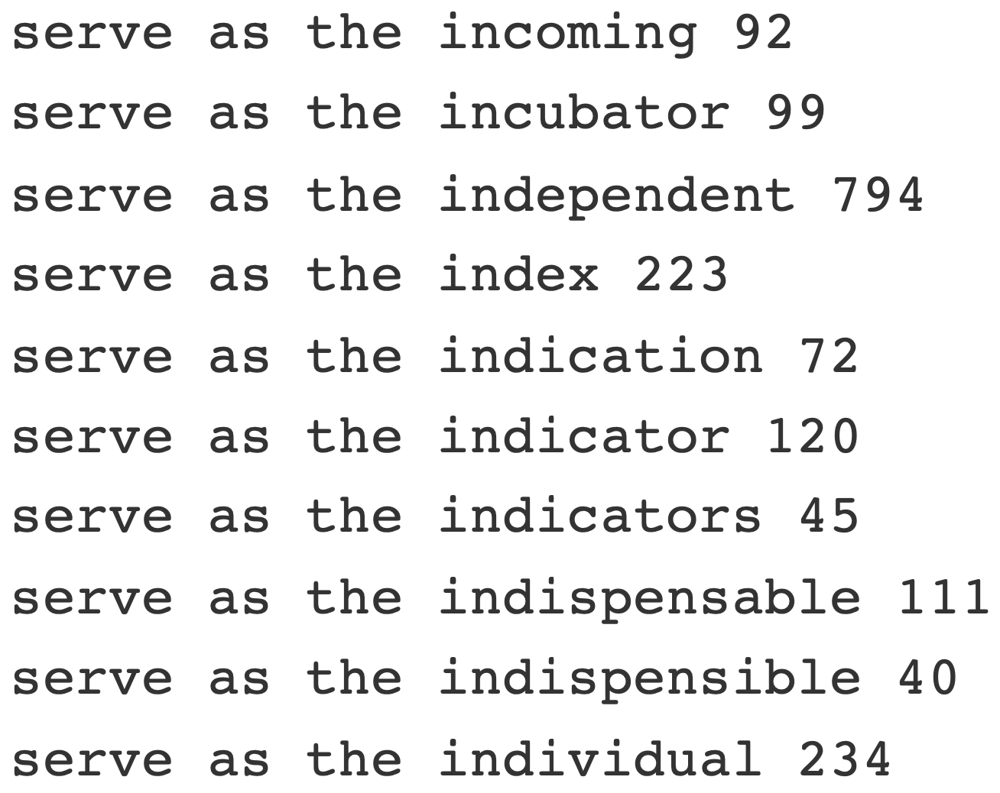 serve as the incoming 92
serve as the incubator 99
serve as the independent 794
serve as the index 223
serve as the indication 72
serve as the indicator 120
serve as the indicators 45
serve as the indispensable 111
serve as the indispensible 40
serve as the individual 234